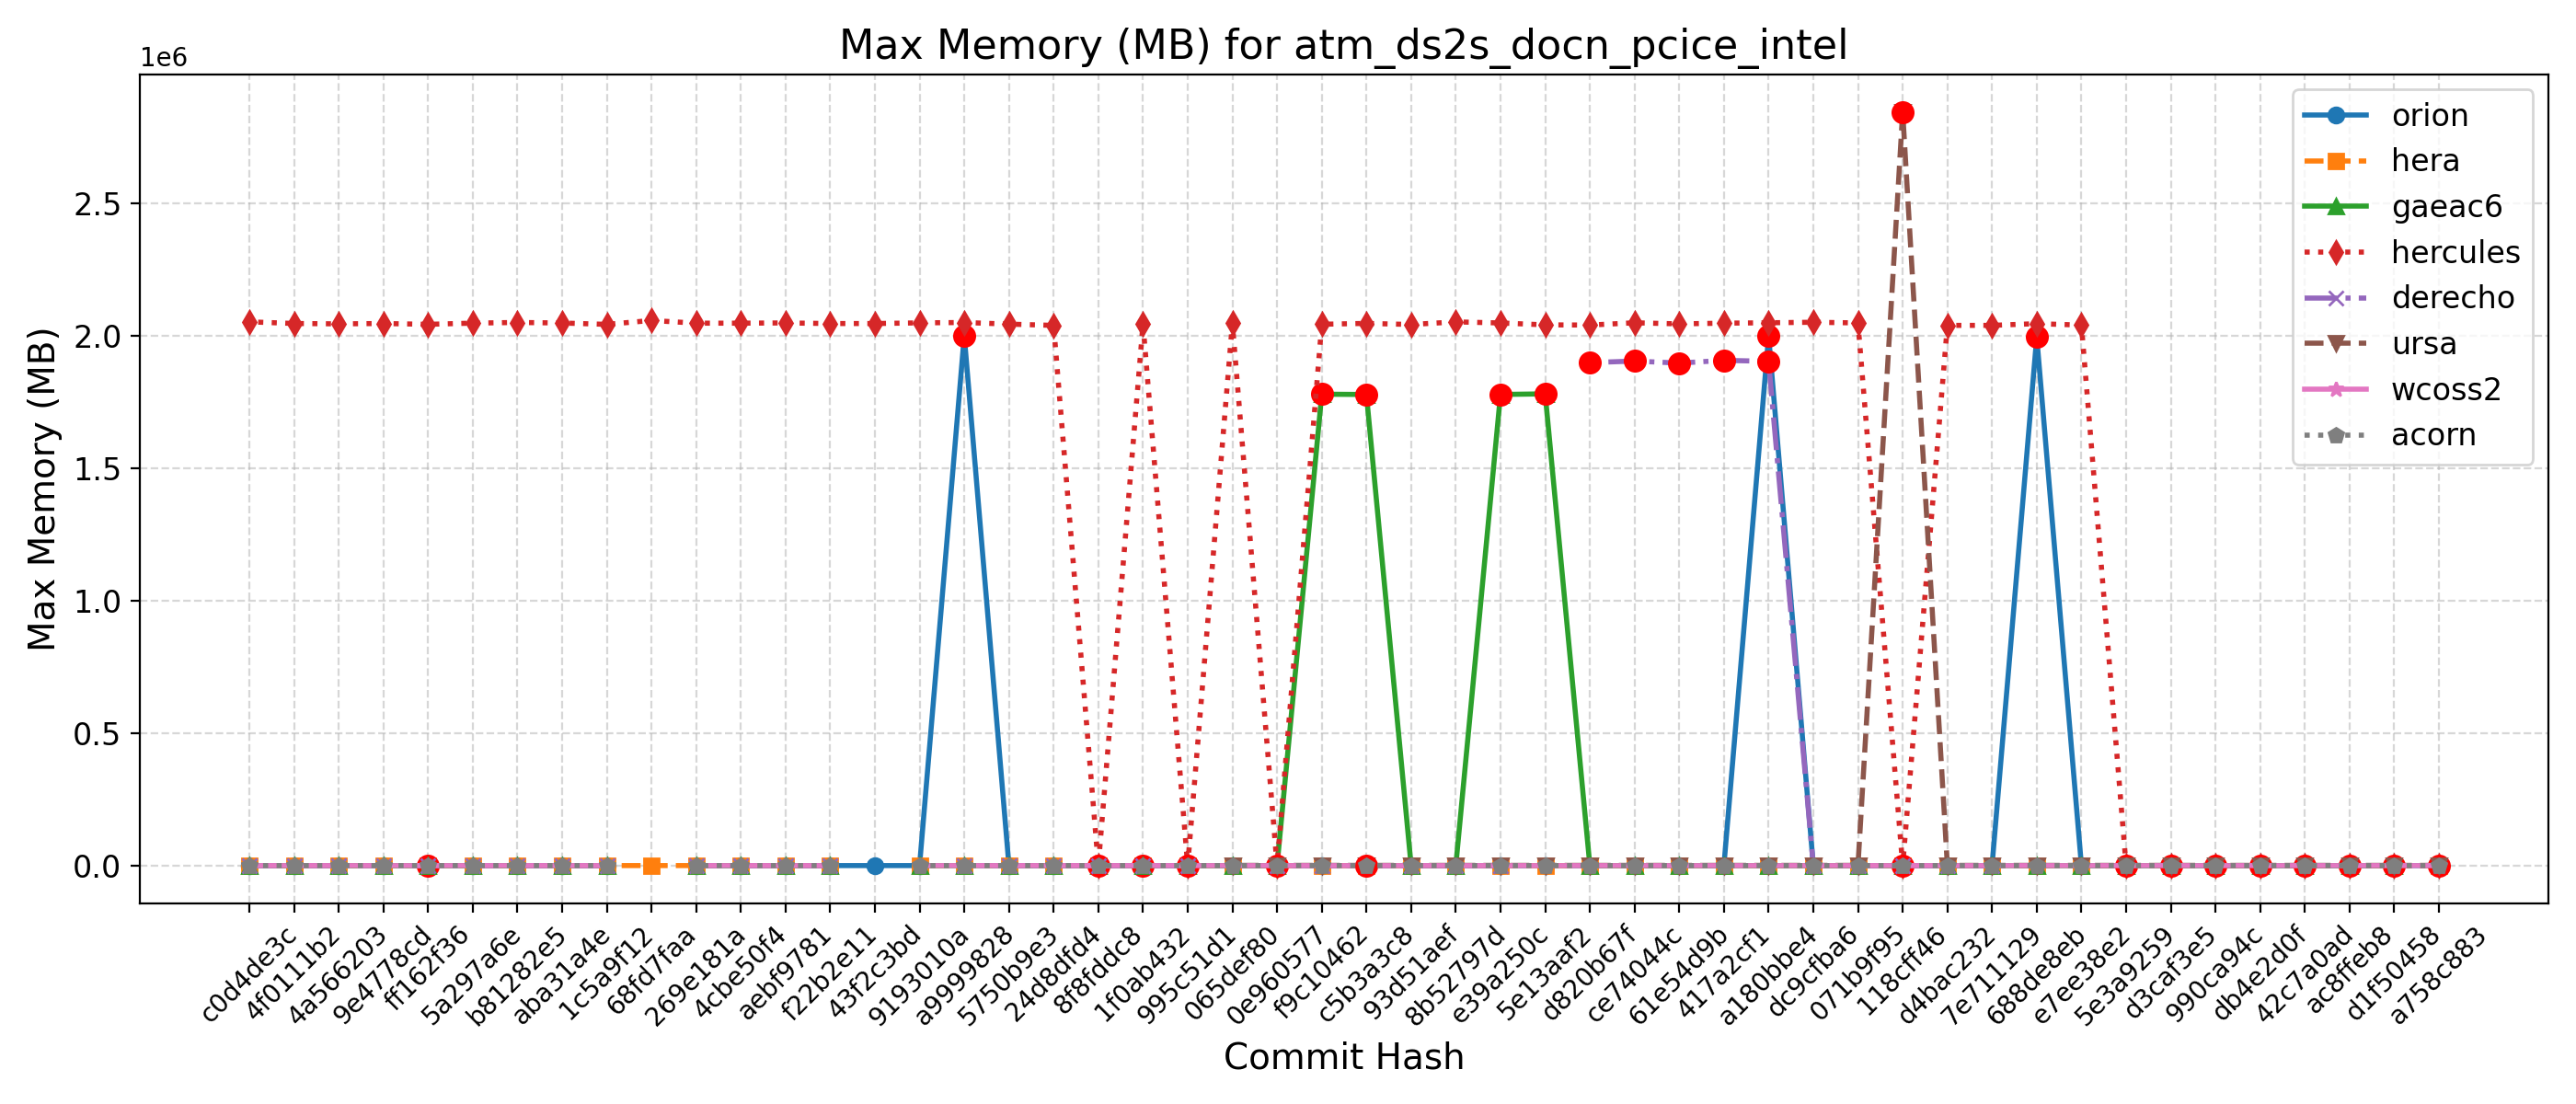 Max Memory (MB) for atm_ds2s_docn_pcice_intel
1e6
Max Memory (MB)
2.5
2.0
1.5
1.0
0.5
0.0
orion
hera
gaeac6
hercules
derecho
ursa
wcoss2
acorn
c0d4de3c
4f0111b2
4a566203
9e4778cd
ff162f36
5a297a6e
b81282e5
aba31a4e
1c5a9f12
68fd7faa
269e181a
4cbe50f4
aebf9781
f22b2e11
43f2c3bd
9193010a
a9999828
5750b9e3
24d8dfd4
8f8fddc8
1f0ab432
995c51d1
065def80
0e960577
f9c10462
c5b3a3c8
93d51aef
8b52797d
e39a250c
5e13aaf2
d820b67f
ce74044c
61e54d9b
417a2cf1
a180bbe4
dc9cfba6
071b9f95
118cff46
d4bac232
7e711129
688de8eb
e7ee38e2
5e3a9259
d3caf3e5
990ca94c
db4e2d0f
42c7a0ad
ac8ffeb8
d1f50458
a758c883
Commit Hash